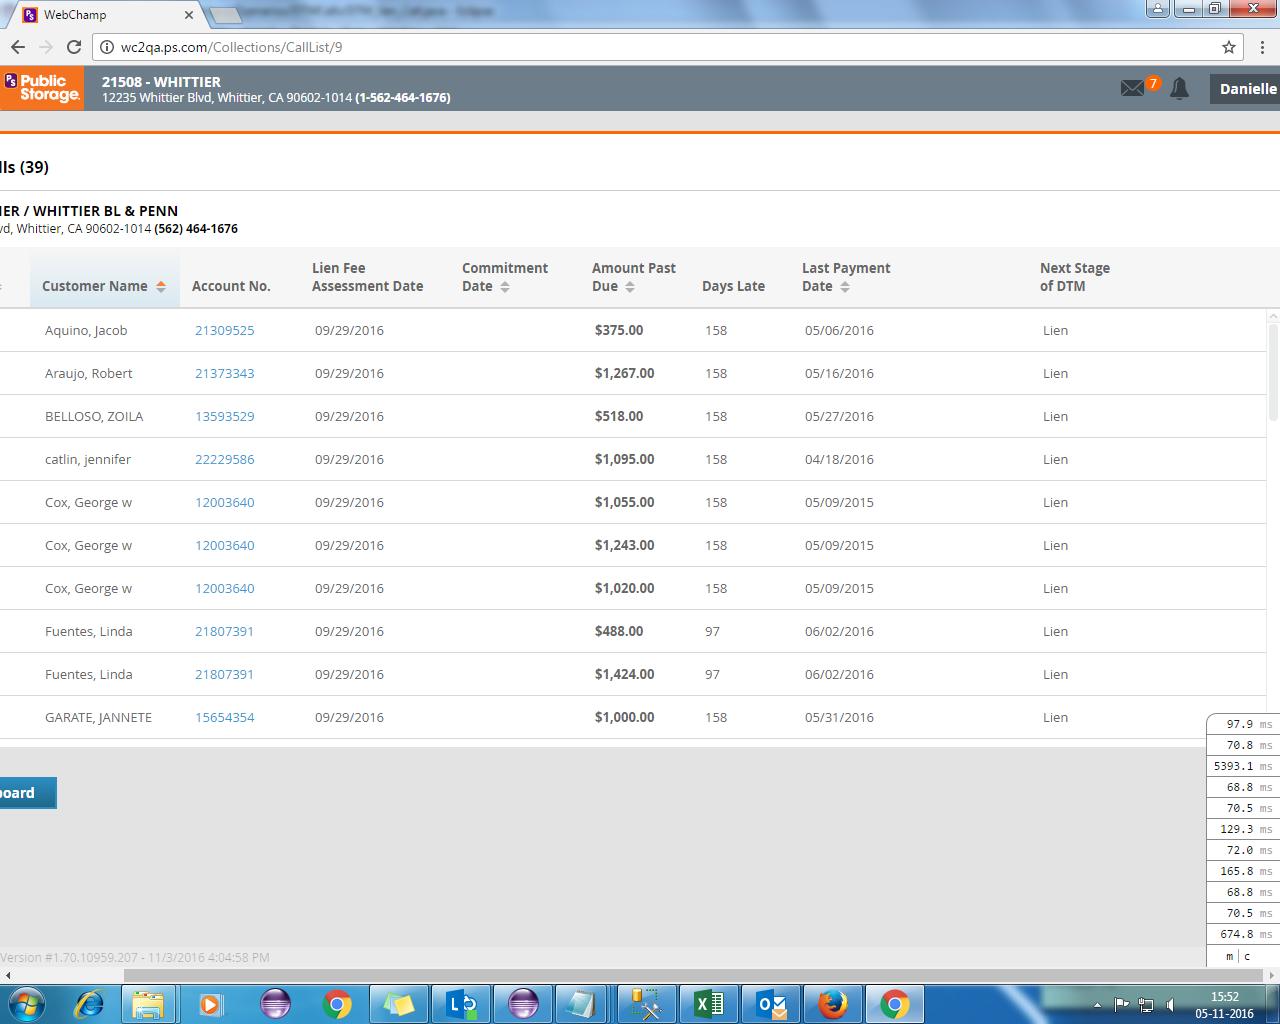 WebChamp
wc2qa.ps.com/Collections/CallList/9
PS Public Storage.
21508 - WHITTIER
12235 Whittier Blvd, Whittier, CA 90602-1014 (1-562-464-1676)
7
Danielle
lls (39)
IER / WHITTIER BL & PENN
vd, Whittier, CA 90602-1014 (562) 464-1676
Customer Name Account No. Lien Fee Assessment Date Commitment Date Amount Past Due Days Late Last Payment Date Next Stage of DTM
Aquino, Jacob 21309525 09/29/2016 $375.00 158 05/06/2016 Lien
Araujo, Robert 21373343 09/29/2016 $1,267.00 158 05/16/2016 Lien
BELLOSO, ZOILA 13593529 09/29/2016 $518.00 158 05/27/2016 Lien
catlin, jennifer 22229586 09/29/2016 $1,095.00 158 04/18/2016 Lien
Cox, George w 12003640 09/29/2016 $1,055.00 158 05/09/2015 Lien
Cox, George w 12003640 09/29/2016 $1,243.00 158 05/09/2015 Lien
Cox, George w 12003640 09/29/2016 $1,020.00 158 05/09/2015 Lien
Fuentes, Linda 21807391 09/29/2016 $488.00 97 06/02/2016 Lien
Fuentes, Linda 21807391 09/29/2016 $1,424.00 97 06/02/2016 Lien
GARATE, JANNETE 15654354 09/29/2016 $1,000.00 158 05/31/2016 Lien
97.9 ms
70.8 ms
5393.1 ms
68.8 ms
70.5 ms
129.3 ms
72.0 ms
165.8 ms
68.8 ms
70.5 ms
674.8 ms
m | c
board
Version #1.70.10959.207 - 11/3/2016 4:04:58 PM
15:52
05-11-2016